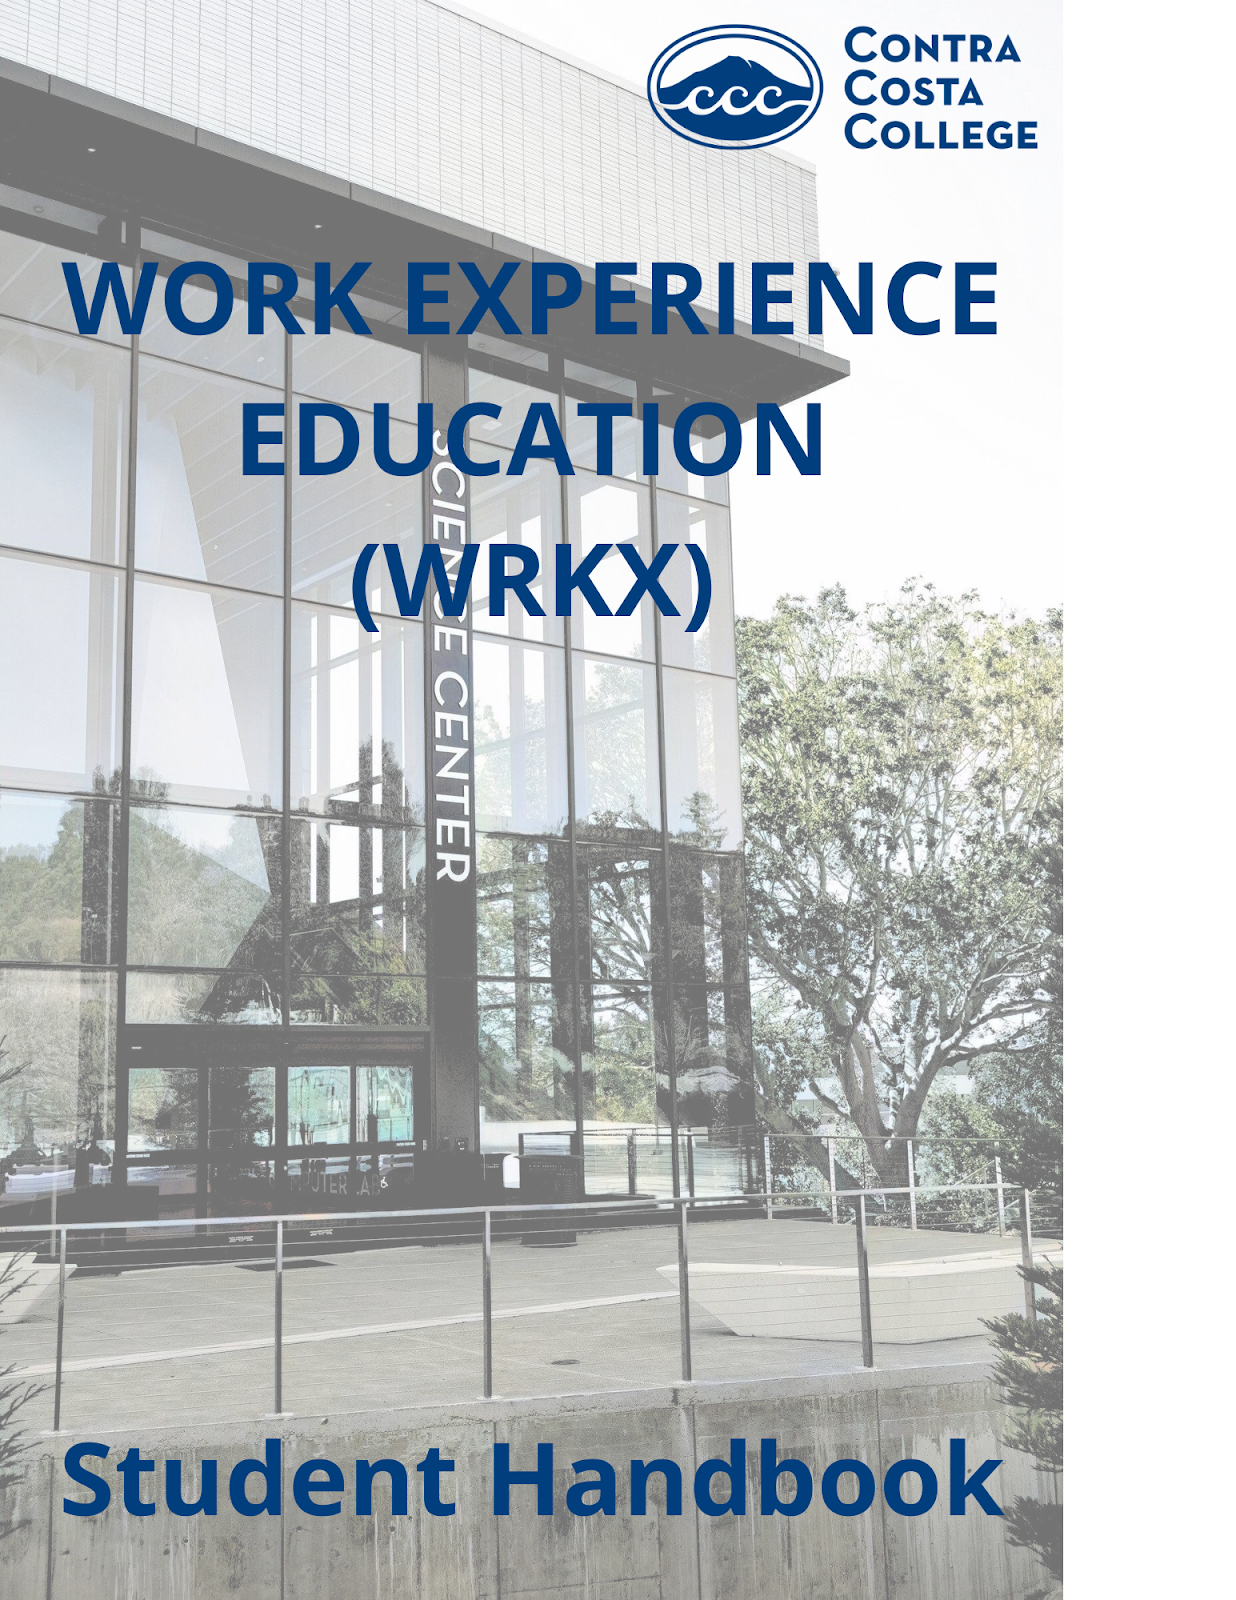 CONTRA
COSTA
COLLEGE
ccc
WORK EXPERIENCE
EDUCATION
(WRKX)
SCIENCE CENTER
Student Handbook